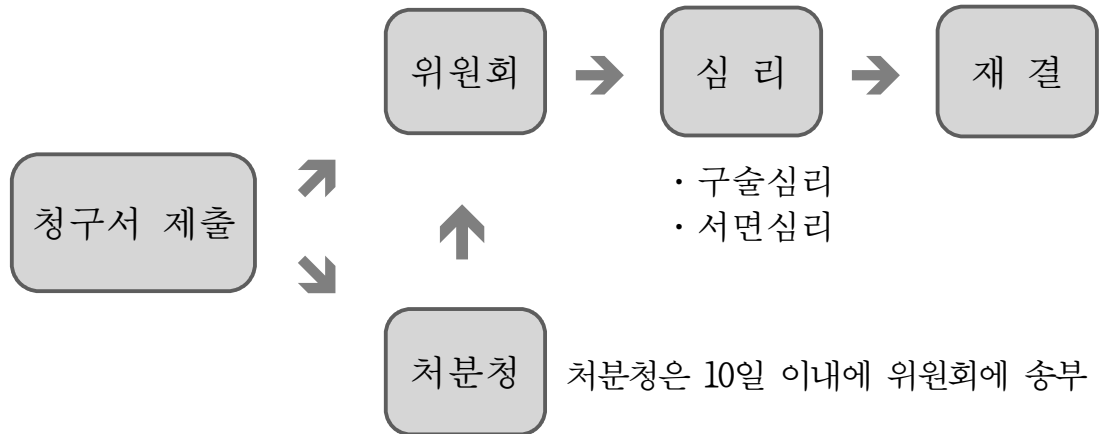 위원회
심 리
재 결
청구서 제출
· 구술심리
· 서면심리
처분청
처분청은 10일 이내에 위원회에 송부